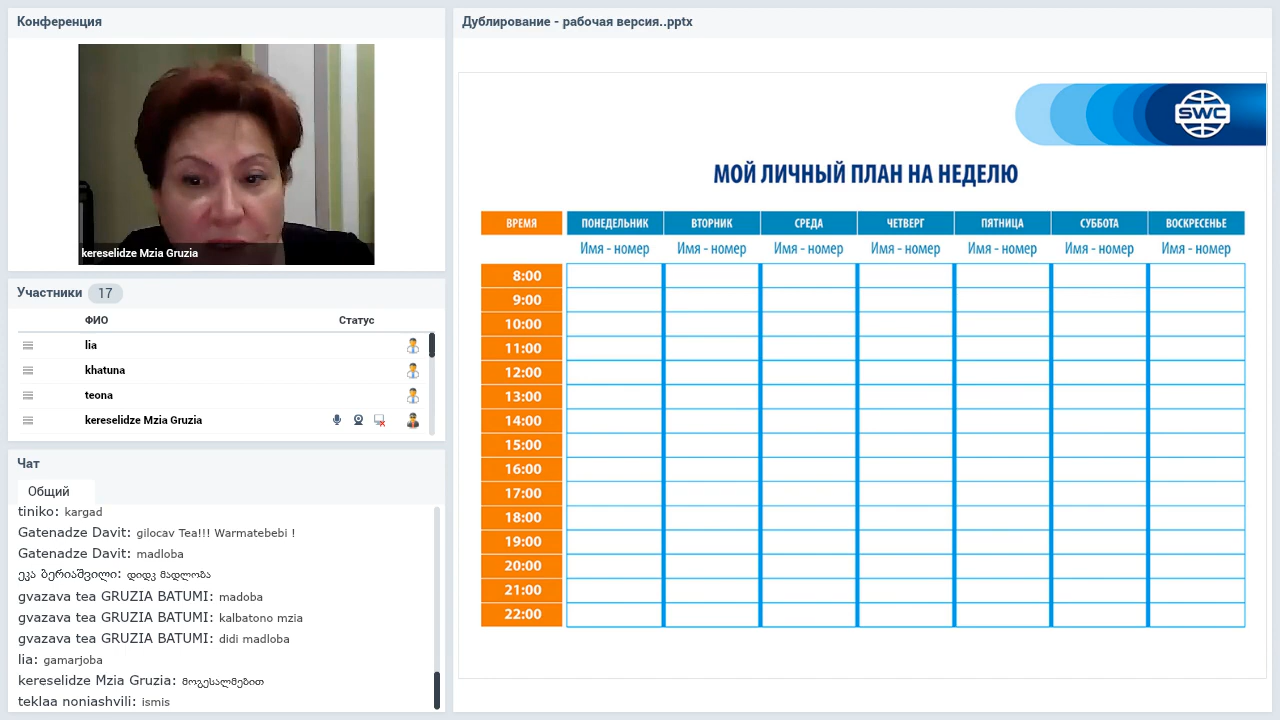 Конференция
kereselidze Mzia Gruzia
Участники 17
ФИО Статус
lia
khatuna
teona
kereselidze Mzia Gruzia
Чат
Общий
tiniko: kargad
Gatenadze Davit: gilocav Tea!!! Warmatebebi !
Gatenadze Davit: madloba
ეკა ბერიაშვილი: დიდკ მადლობა
gvazava tea GRUZIA BATUMI: madoba
gvazava tea GRUZIA BATUMI: kalbatono mzia
gvazava tea GRUZIA BATUMI: didi madloba
lia: gamarjoba
kereselidze Mzia Gruzia: მოგესალმებით
teklaa noniashvili: ismis
Дублирование - рабочая версия..pptx
SWC
МОЙ ЛИЧНЫЙ ПЛАН НА НЕДЕЛЮ
ВРЕМЯ ПОНЕДЕЛЬНИК ВТОРНИК СРЕДА ЧЕТВЕРГ ПЯТНИЦА СУББОТА ВОСКРЕСЕНЬЕ
Имя - номер Имя - номер Имя - номер Имя - номер Имя - номер Имя - номер Имя - номер
8:00
9:00
10:00
11:00
12:00
13:00
14:00
15:00
16:00
17:00
18:00
19:00
20:00
21:00
22:00